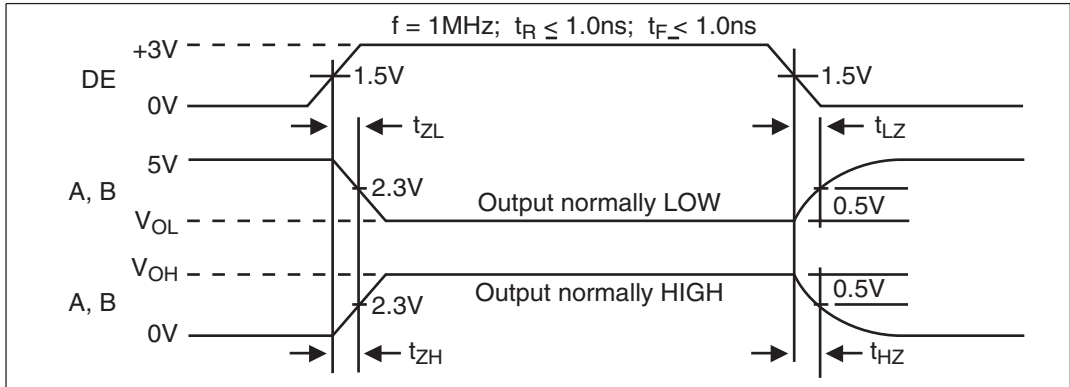 f = 1MHz; tR ≤ 1.0ns; tF ≤ 1.0ns
+3V
DE
1.5V
1.5V
0V
tZL
tLZ
5V
A, B
2.3V
Output normally LOW
0.5V
VOL
VOH
A, B
2.3V
Output normally HIGH
0.5V
0V
tZH
tHZ